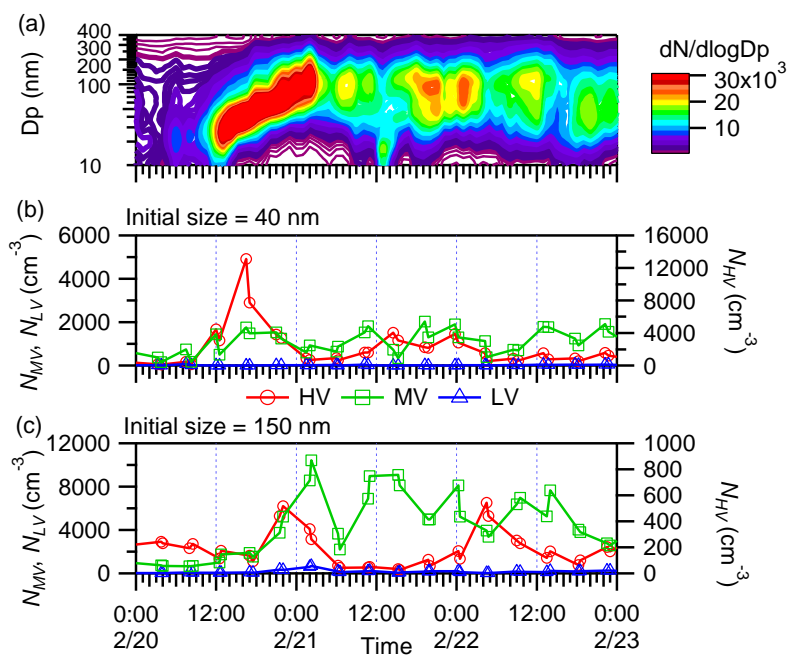 (a)
400
300
200
100
10
Dp (nm)
dN/dlogDp
30x10³
20
10
(b)
Initial size = 40 nm
6000
4000
2000
0
N_MV, N_LV (cm⁻³)
16000
12000
8000
4000
0
N_HV (cm⁻³)
HV MV LV
(c)
Initial size = 150 nm
12000
8000
4000
0
N_MV, N_LV (cm⁻³)
1000
800
600
400
200
0
N_HV (cm⁻³)
0:00 12:00 0:00 12:00 0:00 12:00 0:00
2/20 2/21 2/22 2/23
Time